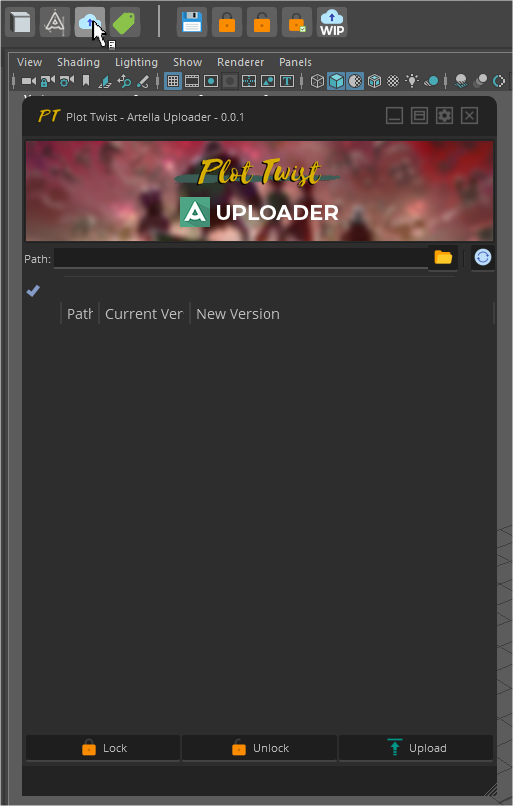 WIP
View Shading Lighting Show Renderer Panels
PT Plot Twist - Artella Uploader - 0.0.1
Plot Twist
A UPLOADER
Path:
Path Current Ver New Version
Lock Unlock Upload